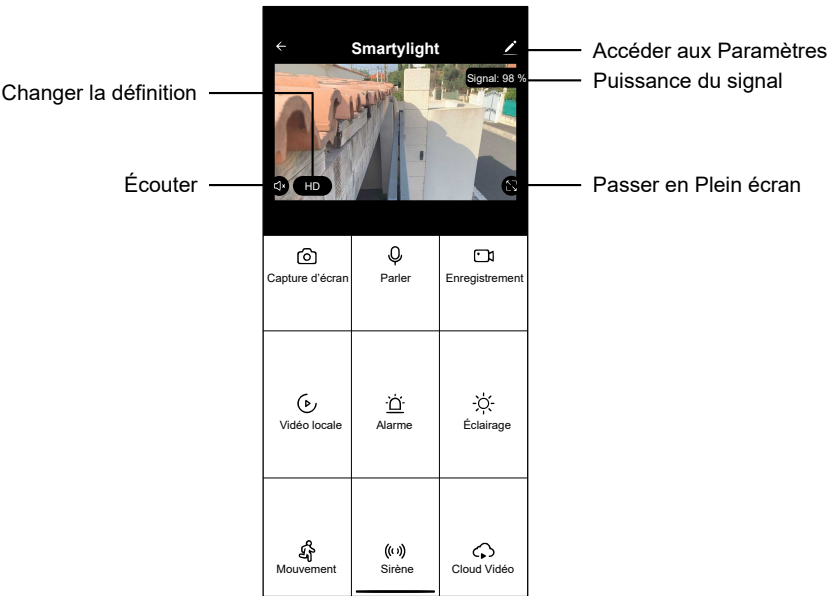 Smartylight
Accéder aux Paramètres
Signal: 98 %
Puissance du signal
Changer la définition
Écouter
HD
Passer en Plein écran
Capture d'écran
Parler
Enregistrement
Vidéo locale
Alarme
Éclairage
Mouvement
Sirène
Cloud Vidéo